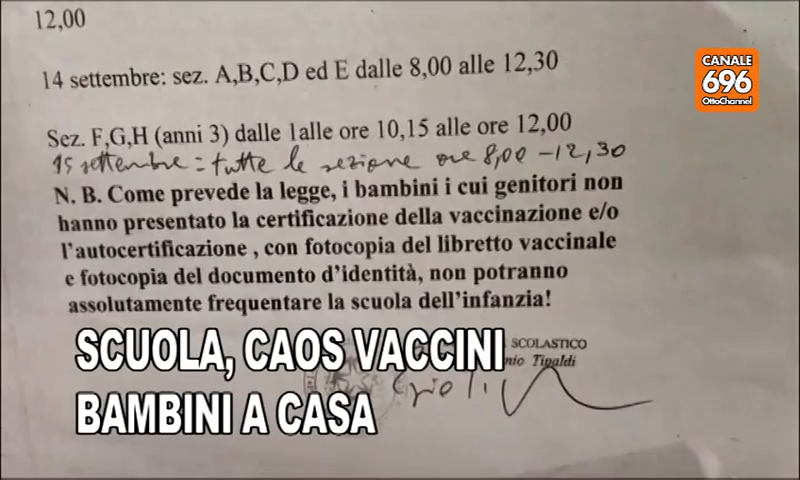 12,00
14 settembre: sez. A,B,C,D ed E dalle 8,00 alle 12,30
CANALE
696
OttoChannel
Sez. F,G,H (anni 3) dalle 1alle ore 10,15 alle ore 12,00
15 settembre = tutte le sezione ore 8,00 - 12,30
N. B. Come prevede la legge, i bambini i cui genitori non
hanno presentato la certificazione della vaccinazione e/o
l'autocertificazione , con fotocopia del libretto vaccinale
e fotocopia del documento d'identità, non potranno
assolutamente frequentare la scuola dell'infanzia!
SCOLASTICO
nio Tipaldi
SCUOLA, CAOS VACCINI
BAMBINI A CASA